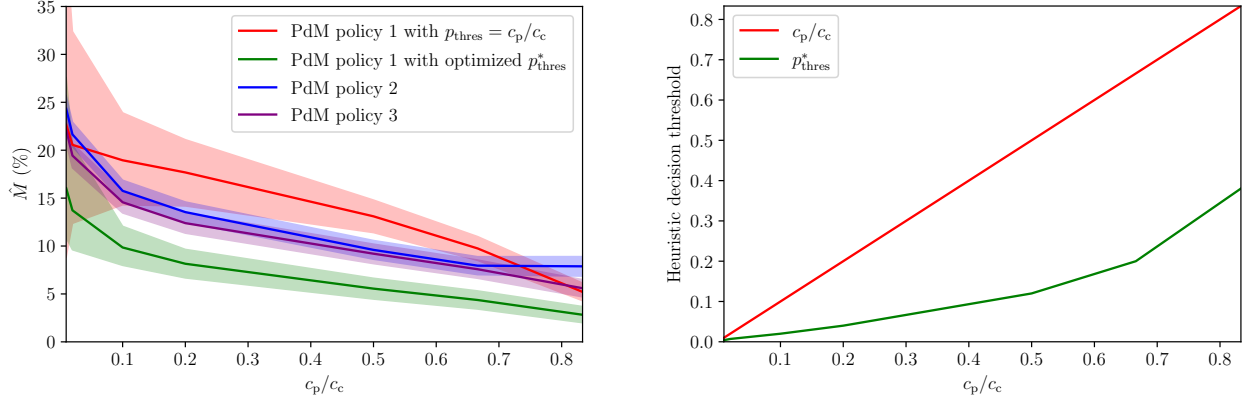 35
30
25
20
15
10
5
0
M̂ (%)
0.1 0.2 0.3 0.4 0.5 0.6 0.7 0.8
c_p/c_c
PdM policy 1 with p_thres = c_p/c_c
PdM policy 1 with optimized p*_thres
PdM policy 2
PdM policy 3
0.8
0.7
0.6
0.5
0.4
0.3
0.2
0.1
0.0
Heuristic decision threshold
0.1 0.2 0.3 0.4 0.5 0.6 0.7 0.8
c_p/c_c
c_p/c_c
p*_thres